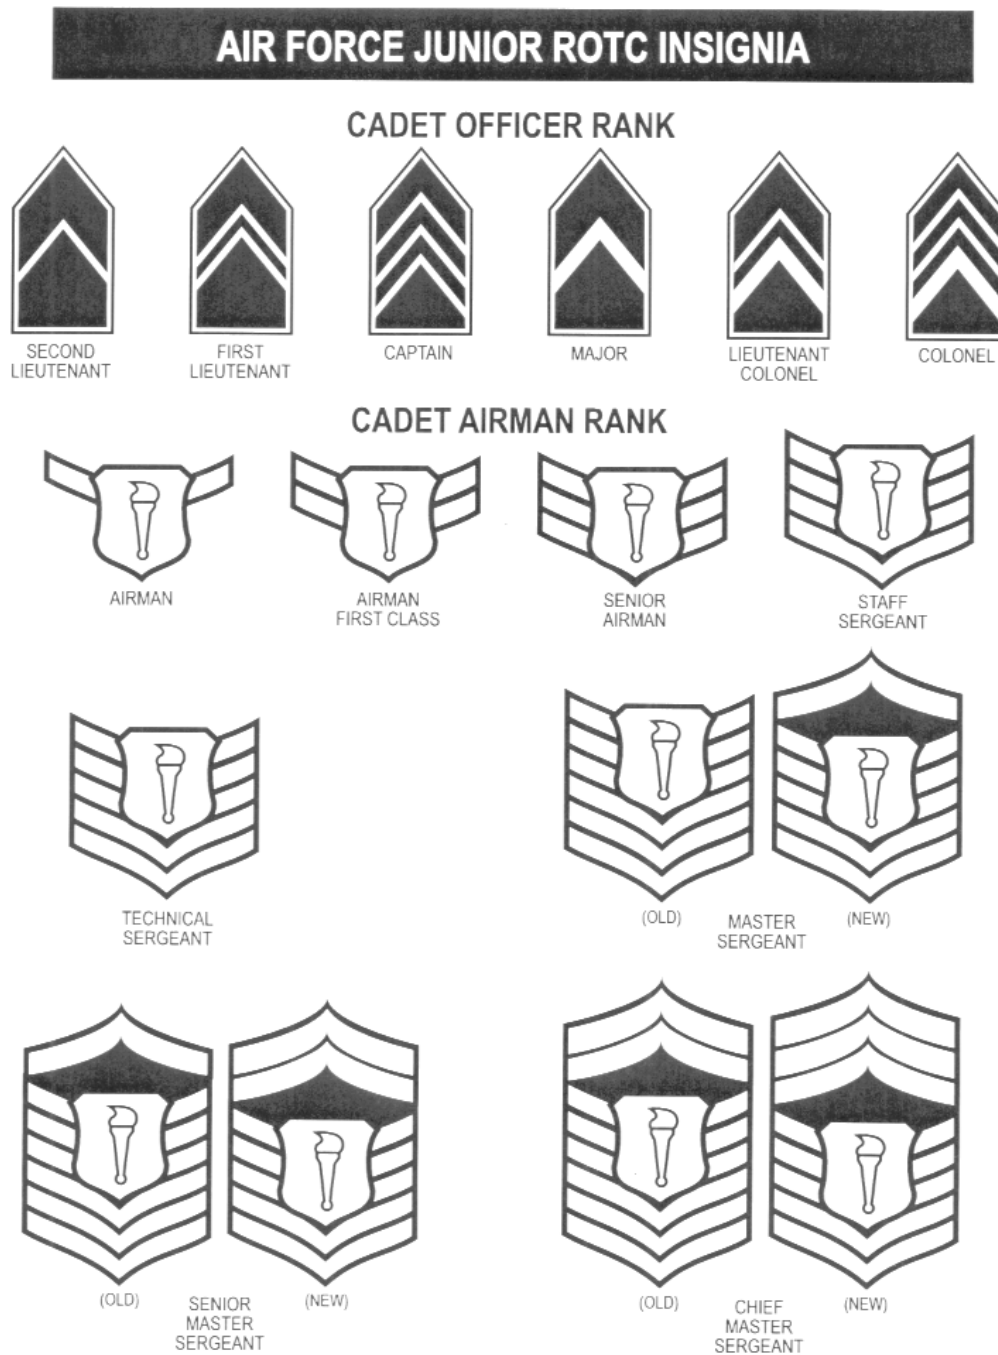 AIR FORCE JUNIOR ROTC INSIGNIA
CADET OFFICER RANK
SECOND
LIEUTENANT
FIRST
LIEUTENANT
CAPTAIN
MAJOR
LIEUTENANT
COLONEL
COLONEL
CADET AIRMAN RANK
AIRMAN
AIRMAN
FIRST CLASS
SENIOR
AIRMAN
STAFF
SERGEANT
TECHNICAL
SERGEANT
(OLD)
MASTER
SERGEANT
(NEW)
(OLD)
SENIOR
MASTER
SERGEANT
(NEW)
(OLD)
CHIEF
MASTER
SERGEANT
(NEW)